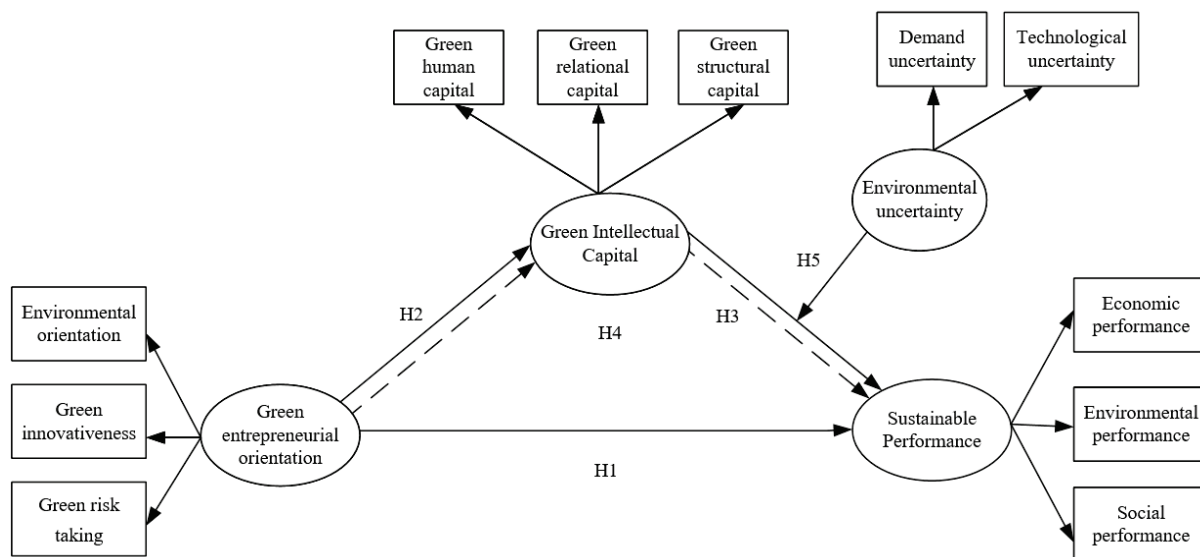 Green
human
capital
Green
relational
capital
Green
structural
capital
Demand
uncertainty
Technological
uncertainty
Environmental
uncertainty
Green Intellectual
Capital
H5
H2
H4
H3
Environmental
orientation
Green
innovativeness
Green risk
taking
Green
entrepreneurial
orientation
H1
Sustainable
Performance
Economic
performance
Environmental
performance
Social
performance